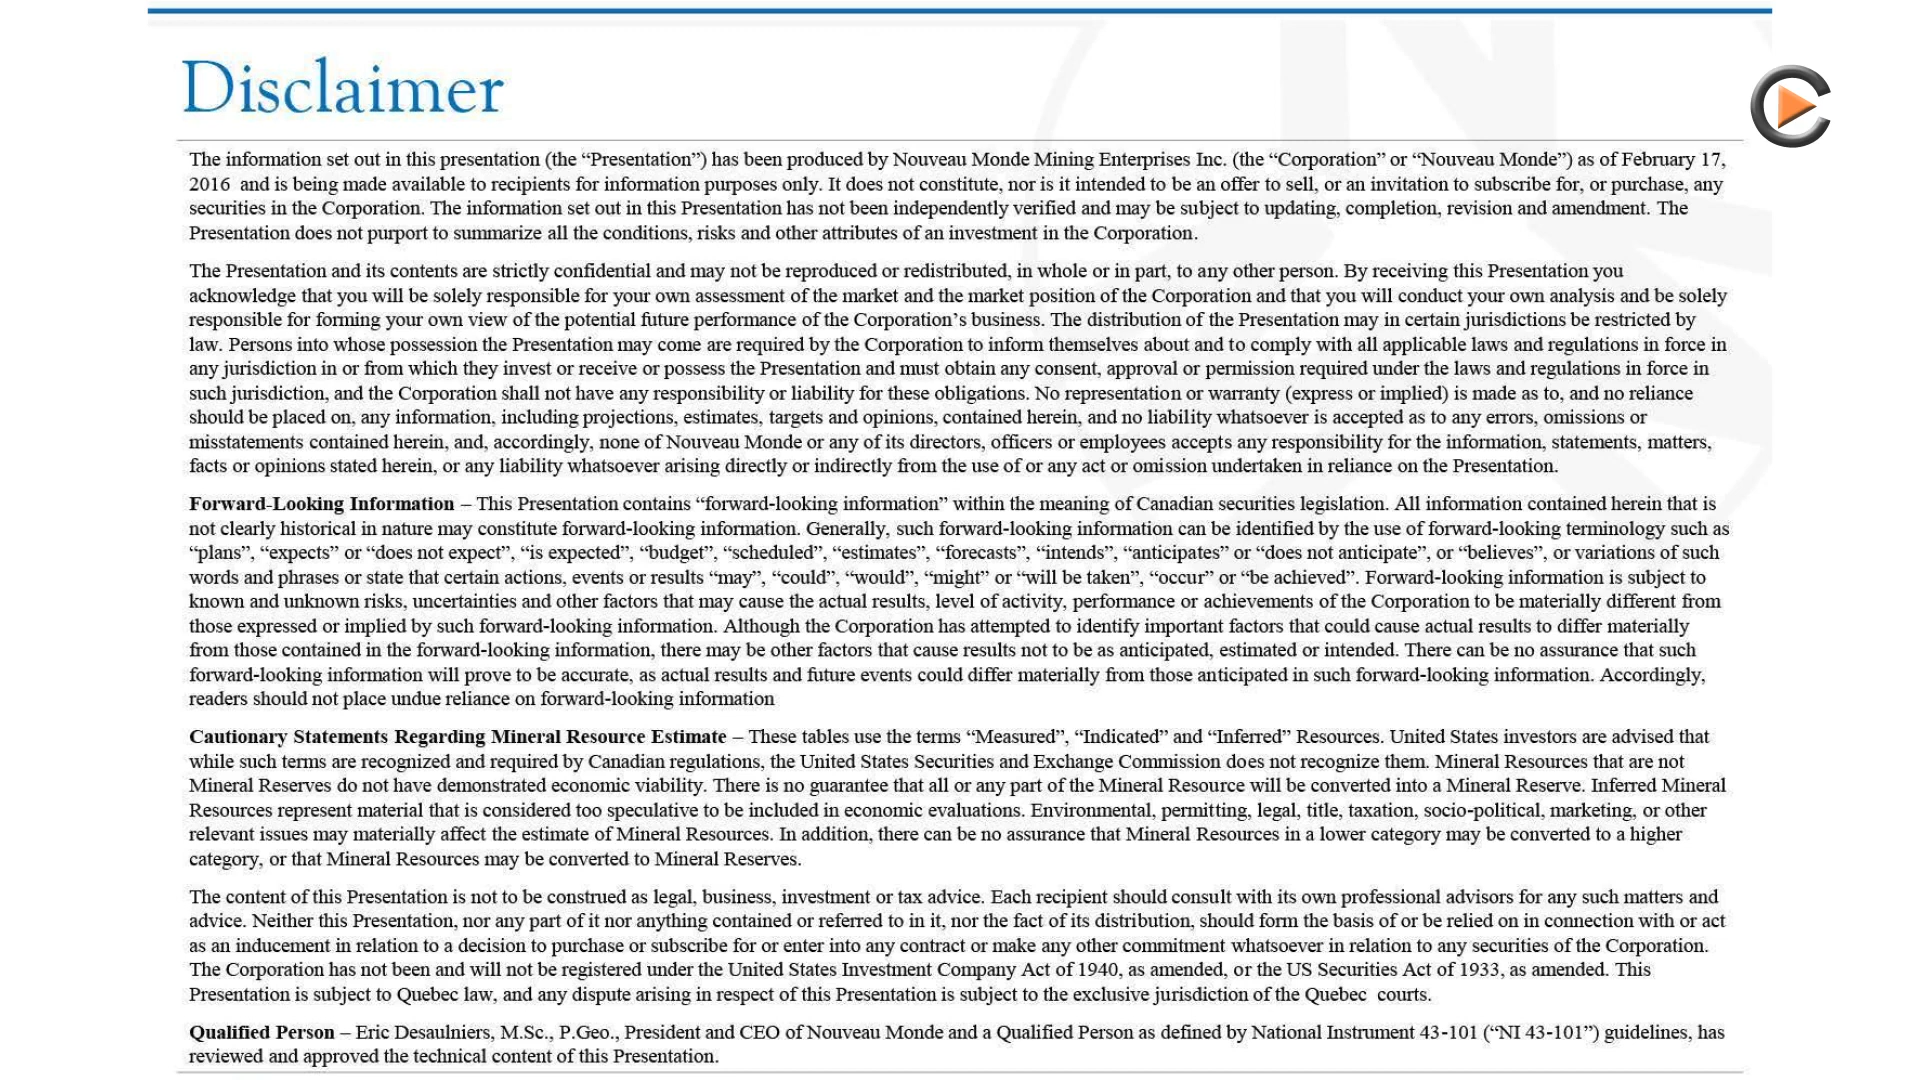 Disclaimer
The information set out in this presentation (the “Presentation”) has been produced by Nouveau Monde Mining Enterprises Inc. (the “Corporation” or “Nouveau Monde”) as of February 17,
2016 and is being made available to recipients for information purposes only. It does not constitute, nor is it intended to be an offer to sell, or an invitation to subscribe for, or purchase, any
securities in the Corporation. The information set out in this Presentation has not been independently verified and may be subject to updating, completion, revision and amendment. The
Presentation does not purport to summarize all the conditions, risks and other attributes of an investment in the Corporation.
The Presentation and its contents are strictly confidential and may not be reproduced or redistributed, in whole or in part, to any other person. By receiving this Presentation you
acknowledge that you will be solely responsible for your own assessment of the market and the market position of the Corporation and that you will conduct your own analysis and be solely
responsible for forming your own view of the potential future performance of the Corporation’s business. The distribution of the Presentation may in certain jurisdictions be restricted by
law. Persons into whose possession the Presentation may come are required by the Corporation to inform themselves about and to comply with all applicable laws and regulations in force in
any jurisdiction in or from which they invest or receive or possess the Presentation and must obtain any consent, approval or permission required under the laws and regulations in force in
such jurisdiction, and the Corporation shall not have any responsibility or liability for these obligations. No representation or warranty (express or implied) is made as to, and no reliance
should be placed on, any information, including projections, estimates, targets and opinions, contained herein, and no liability whatsoever is accepted as to any errors, omissions or
misstatements contained herein, and, accordingly, none of Nouveau Monde or any of its directors, officers or employees accepts any responsibility for the information, statements, matters,
facts or opinions stated herein, or any liability whatsoever arising directly or indirectly from the use of or any act or omission undertaken in reliance on the Presentation.
Forward-Looking Information – This Presentation contains “forward-looking information” within the meaning of Canadian securities legislation. All information contained herein that is
not clearly historical in nature may constitute forward-looking information. Generally, such forward-looking information can be identified by the use of forward-looking terminology such as
“plans”, “expects” or “does not expect”, “is expected”, “budget”, “scheduled”, “estimates”, “forecasts”, “intends”, “anticipates” or “does not anticipate”, or “believes”, or variations of such
words and phrases or state that certain actions, events or results “may”, “could”, “would”, “might” or “will be taken”, “occur” or “be achieved”. Forward-looking information is subject to
known and unknown risks, uncertainties and other factors that may cause the actual results, level of activity, performance or achievements of the Corporation to be materially different from
those expressed or implied by such forward-looking information. Although the Corporation has attempted to identify important factors that could cause actual results to differ materially
from those contained in the forward-looking information, there may be other factors that cause results not to be as anticipated, estimated or intended. There can be no assurance that such
forward-looking information will prove to be accurate, as actual results and future events could differ materially from those anticipated in such forward-looking information. Accordingly,
readers should not place undue reliance on forward-looking information
Cautionary Statements Regarding Mineral Resource Estimate – These tables use the terms “Measured”, “Indicated” and “Inferred” Resources. United States investors are advised that
while such terms are recognized and required by Canadian regulations, the United States Securities and Exchange Commission does not recognize them. Mineral Resources that are not
Mineral Reserves do not have demonstrated economic viability. There is no guarantee that all or any part of the Mineral Resource will be converted into a Mineral Reserve. Inferred Mineral
Resources represent material that is considered too speculative to be included in economic evaluations. Environmental, permitting, legal, title, taxation, socio-political, marketing, or other
relevant issues may materially affect the estimate of Mineral Resources. In addition, there can be no assurance that Mineral Resources in a lower category may be converted to a higher
category, or that Mineral Resources may be converted to Mineral Reserves.
The content of this Presentation is not to be construed as legal, business, investment or tax advice. Each recipient should consult with its own professional advisors for any such matters and
advice. Neither this Presentation, nor any part of it nor anything contained or referred to in it, nor the fact of its distribution, should form the basis of or be relied on in connection with or act
as an inducement in relation to a decision to purchase or subscribe for or enter into any contract or make any other commitment whatsoever in relation to any securities of the Corporation.
The Corporation has not been and will not be registered under the United States Investment Company Act of 1940, as amended, or the US Securities Act of 1933, as amended. This
Presentation is subject to Quebec law, and any dispute arising in respect of this Presentation is subject to the exclusive jurisdiction of the Quebec courts.
Qualified Person – Eric Desaulniers, M.Sc., P.Geo., President and CEO of Nouveau Monde and a Qualified Person as defined by National Instrument 43-101 (“NI 43-101”) guidelines, has
reviewed and approved the technical content of this Presentation.